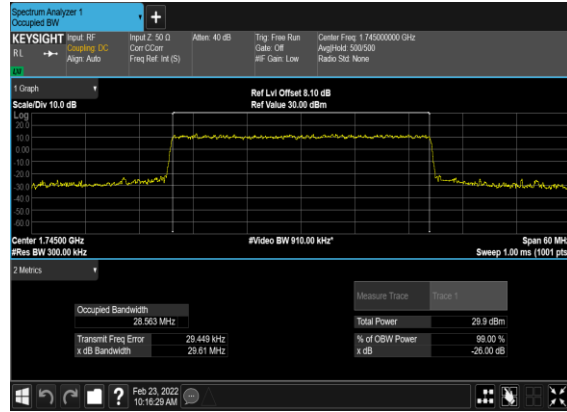 Spectrum Analyzer 1
Occupied BW
KEYSIGHT
RL
Input: RF
Coupling: DC
Align: Auto
Input Z: 50 Ω
Corr CCorr
Freq Ref: Int (S)
Atten: 40 dB
Trig: Free Run
Gate: Off
#IF Gain: Low
Center Freq: 1.745000000 GHz
Avg|Hold: 500/500
Radio Std: None
1 Graph
Scale/Div 10.0 dB
Ref Lvl Offset 8.10 dB
Ref Value 30.00 dBm
Log
20.0
10.0
0.00
-10.0
-20.0
-30.0
-40.0
-50.0
-60.0
Center 1.74500 GHz
#Res BW 300.00 kHz
#Video BW 910.00 kHz*
Span 60 MHz
Sweep 1.00 ms (1001 pts
2 Metrics
Measure Trace
Trace 1
Occupied Bandwidth
28.563 MHz
Total Power
29.9 dBm
Transmit Freq Error
29.449 kHz
% of OBW Power
99.00 %
x dB Bandwidth
29.61 MHz
x dB
-26.00 dB
?
Feb 23, 2022
10:16:29 AM